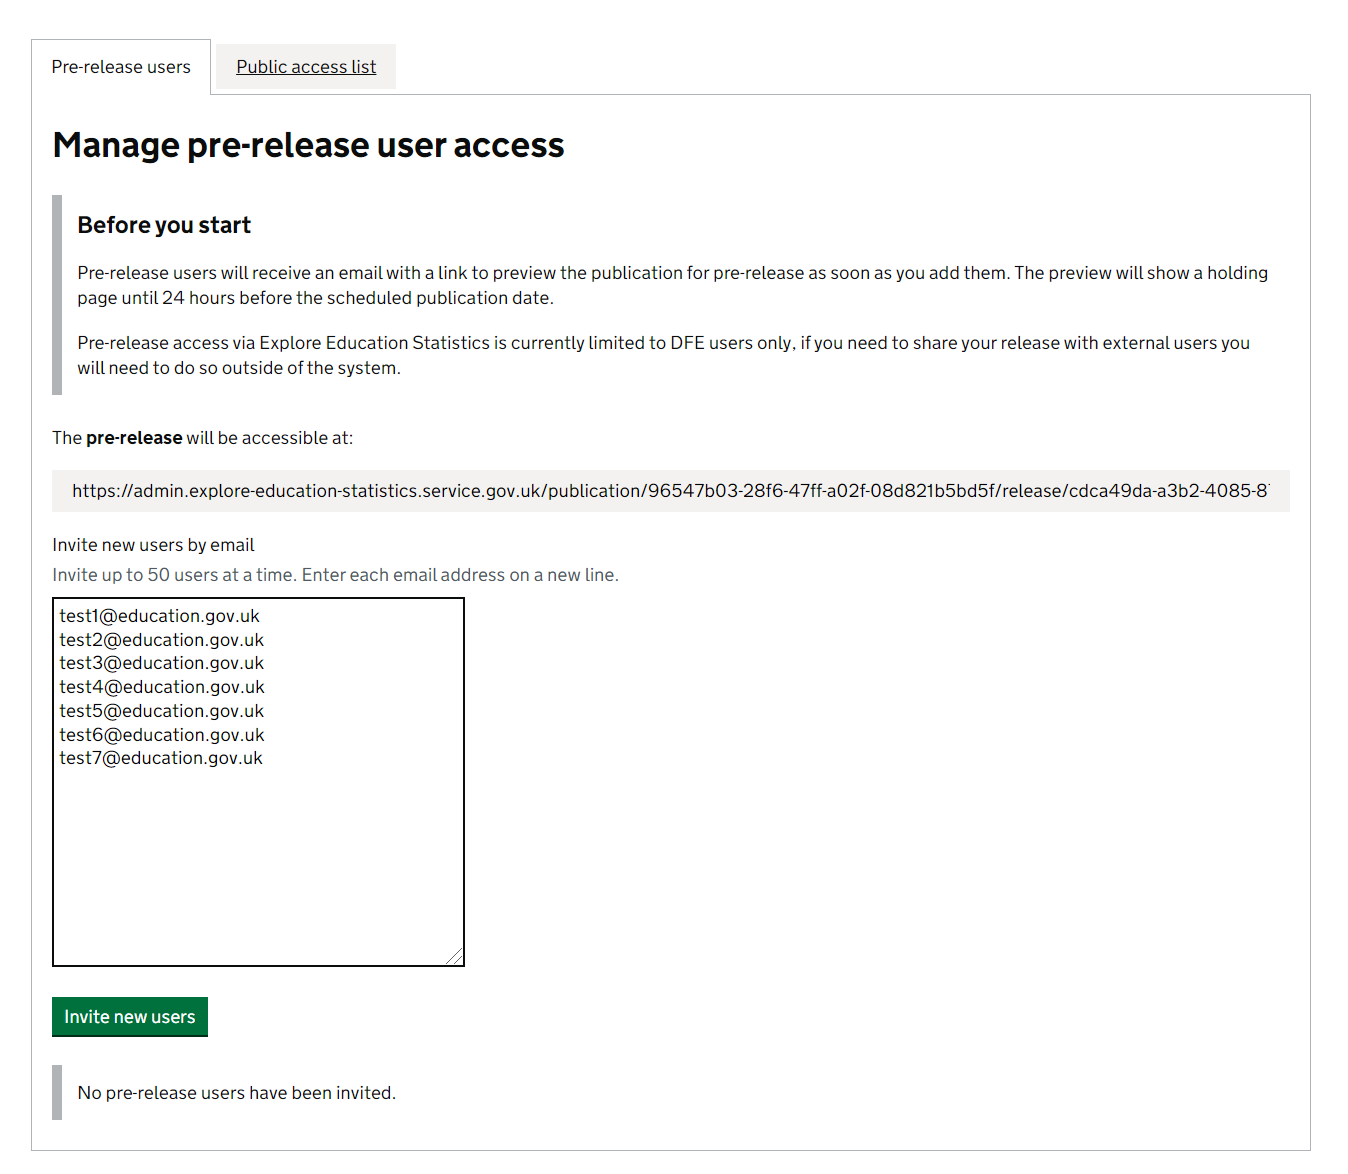 Pre-release users
Public access list
Manage pre-release user access
Before you start
Pre-release users will receive an email with a link to preview the publication for pre-release as soon as you add them. The preview will show a holding
page until 24 hours before the scheduled publication date.
Pre-release access via Explore Education Statistics is currently limited to DFE users only, if you need to share your release with external users you
will need to do so outside of the system.
The pre-release will be accessible at:
https://admin.explore-education-statistics.service.gov.uk/publication/96547b03-28f6-47ff-a02f-08d821b5bd5f/release/cdca49da-a3b2-4085-8
Invite new users by email
Invite up to 50 users at a time. Enter each email address on a new line.
test1@education.gov.uk
test2@education.gov.uk
test3@education.gov.uk
test4@education.gov.uk
test5@education.gov.uk
test6@education.gov.uk
test7@education.gov.uk
Invite new users
No pre-release users have been invited.